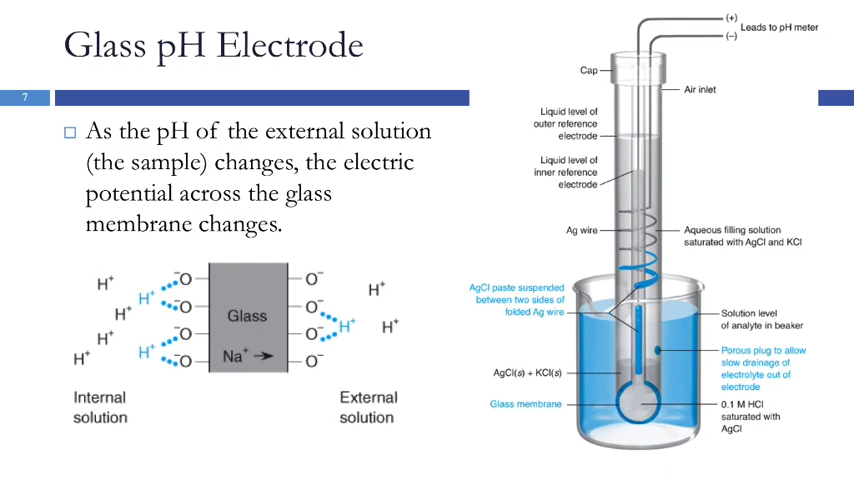 Glass pH Electrode
7
As the pH of the external solution
(the sample) changes, the electric
potential across the glass
membrane changes.
H⁺
H⁺
H⁺
H⁺
H⁺
H⁺
⁻O
⁻O
⁻O
⁻O
Glass
Na⁺ →
O⁻
O⁻
O⁻
O⁻
H⁺
H⁺
H⁺
Internal
solution
External
solution
(+)
(−)
Leads to pH meter
Cap
Air inlet
Liquid level of
outer reference
electrode
Liquid level of
inner reference
electrode
Ag wire
Aqueous filling solution
saturated with AgCl and KCl
AgCl paste suspended
between two sides of
folded Ag wire
Solution level
of analyte in beaker
Porous plug to allow
slow drainage of
electrolyte out of
electrode
AgCl(s) + KCl(s)
Glass membrane
0.1 M HCl
saturated with
AgCl